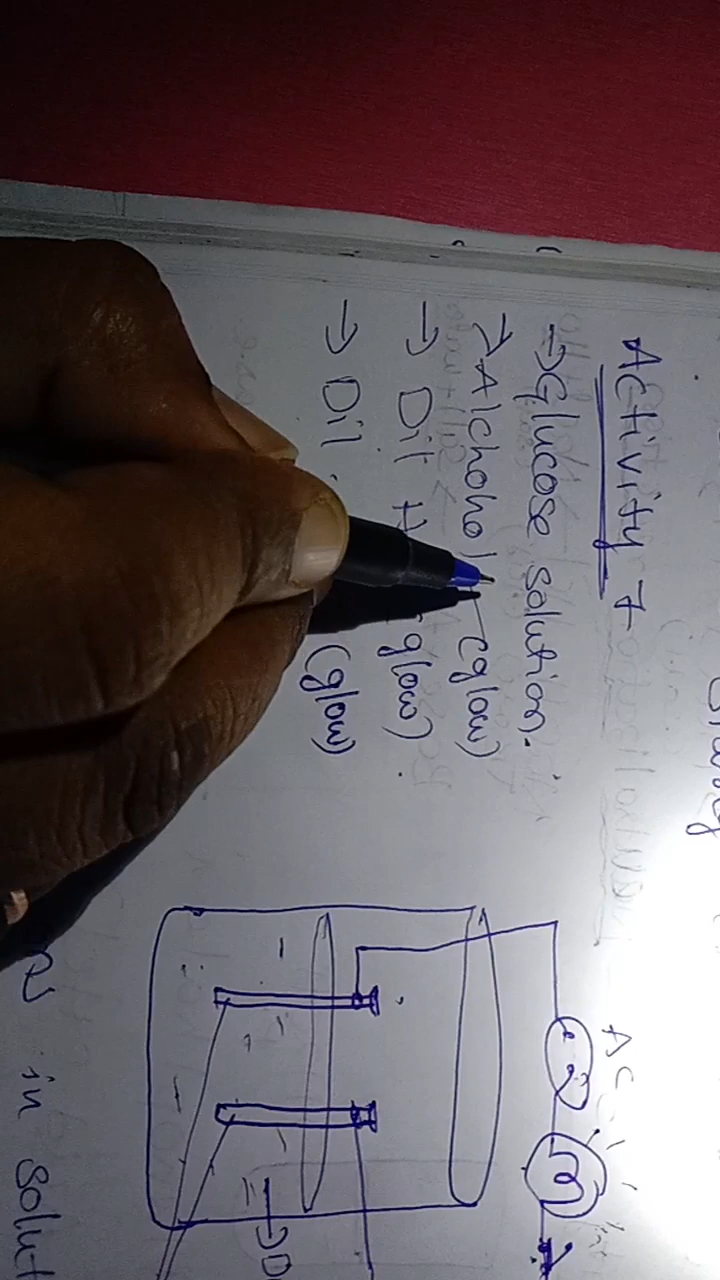 Activity 7
→ Glucose solution.
→ Alchohol (glow)
→ Dil H glow)
→ Dil. (glow)
AC
in solut